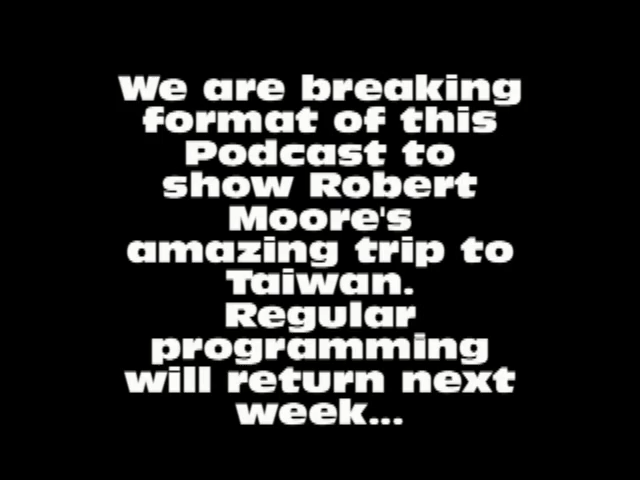 We are breaking
format of this
Podcast to
show Robert
Moore's
amazing trip to
Taiwan.
Regular
programming
will return next
week...